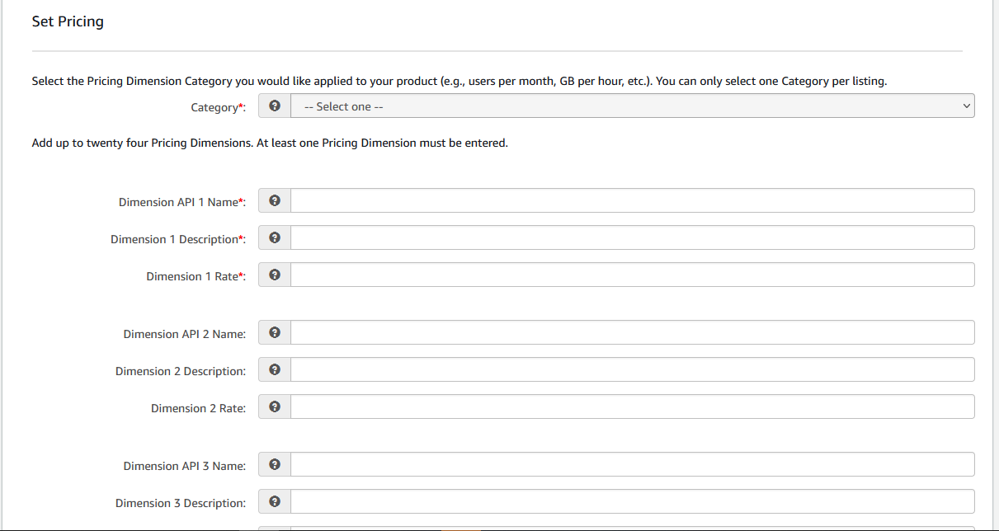 Set Pricing
Select the Pricing Dimension Category you would like applied to your product (e.g., users per month, GB per hour, etc.). You can only select one Category per listing.
Category*: ? -- Select one --
Add up to twenty four Pricing Dimensions. At least one Pricing Dimension must be entered.
Dimension API 1 Name*: ?
Dimension 1 Description*: ?
Dimension 1 Rate*: ?
Dimension API 2 Name: ?
Dimension 2 Description: ?
Dimension 2 Rate: ?
Dimension API 3 Name: ?
Dimension 3 Description: ?